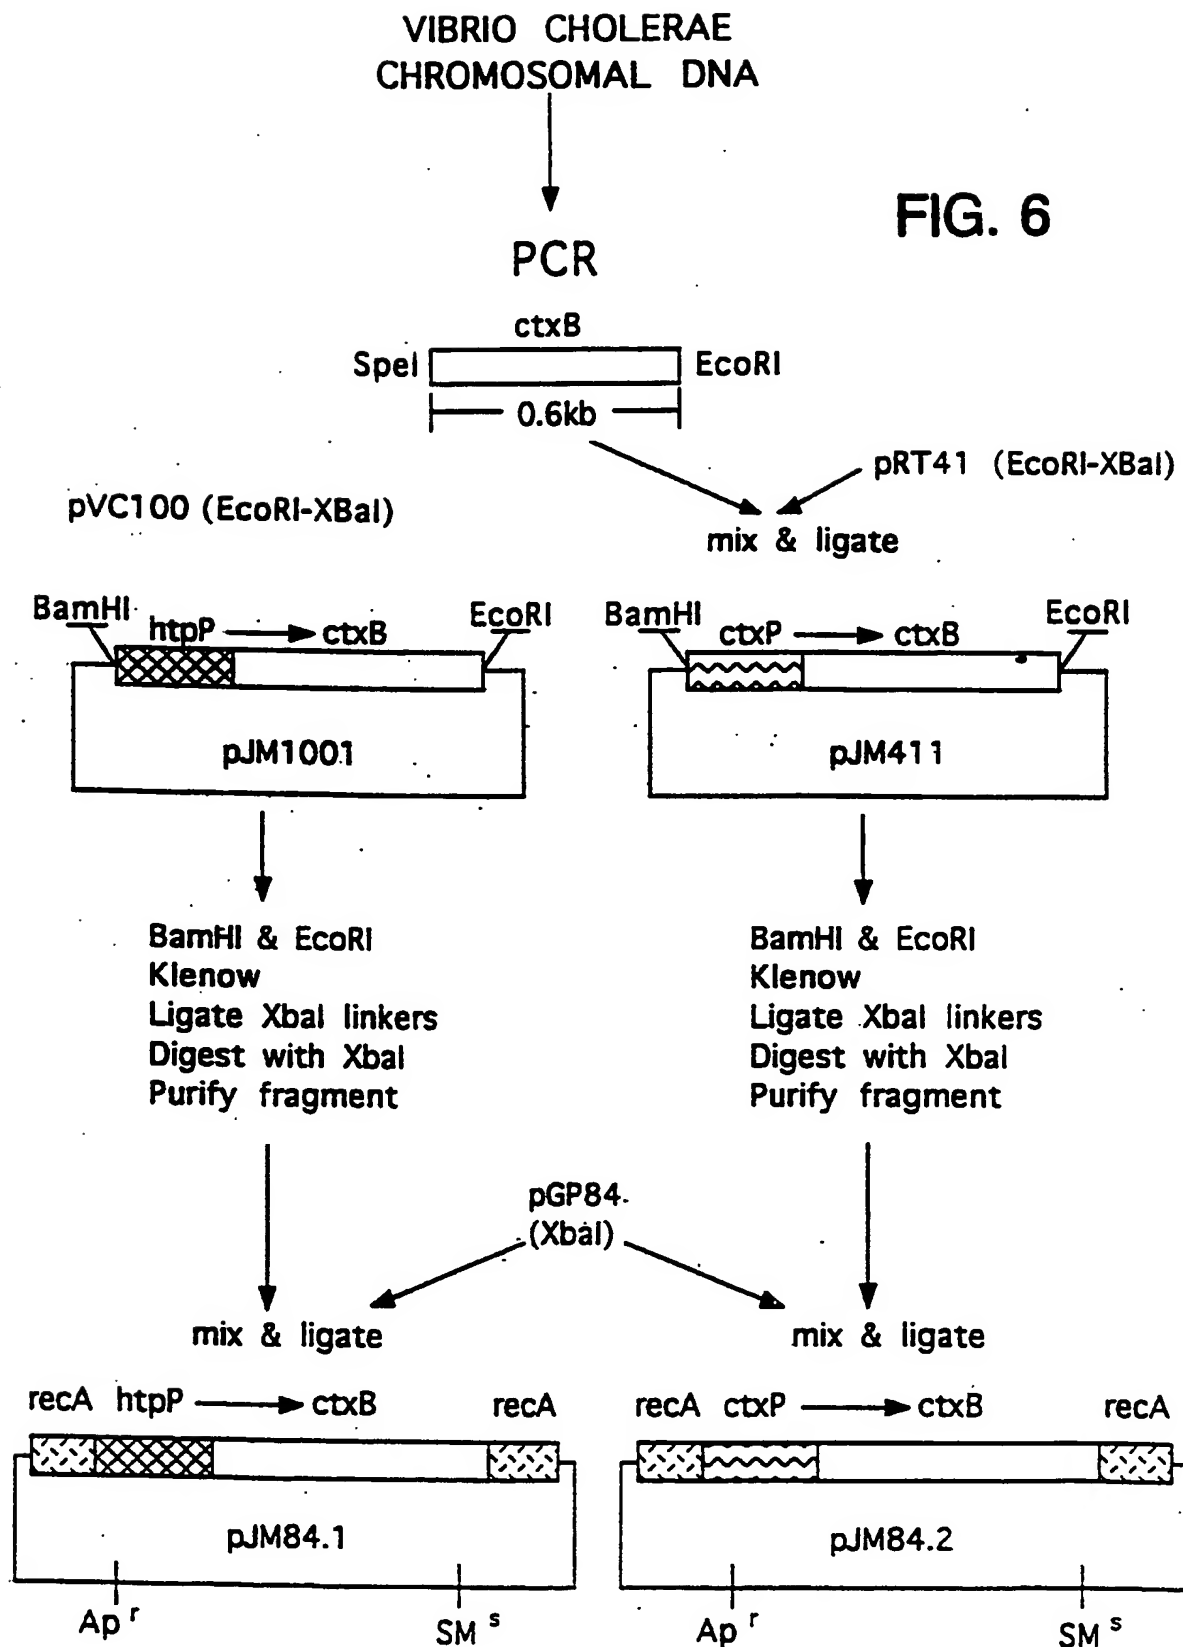 VIBRIO CHOLERAE
CHROMOSOMAL DNA
FIG. 6
PCR
ctxB
SpeI
EcoRI
0.6kb
pRT41 (EcoRI-XBaI)
pVC100 (EcoRI-XBaI)
mix & ligate
BamHI
htpP
ctxB
EcoRI
pJM1001
BamHI
ctxP
ctxB
EcoRI
pJM411
BamHI & EcoRI
Klenow
Ligate XbaI linkers
Digest with XbaI
Purify fragment
BamHI & EcoRI
Klenow
Ligate XbaI linkers
Digest with XbaI
Purify fragment
pGP84
(XbaI)
mix & ligate
mix & ligate
recA htpP
ctxB
recA
recA ctxP
ctxB
recA
pJM84.1
pJM84.2
Ap r
SM s
Ap r
SM s